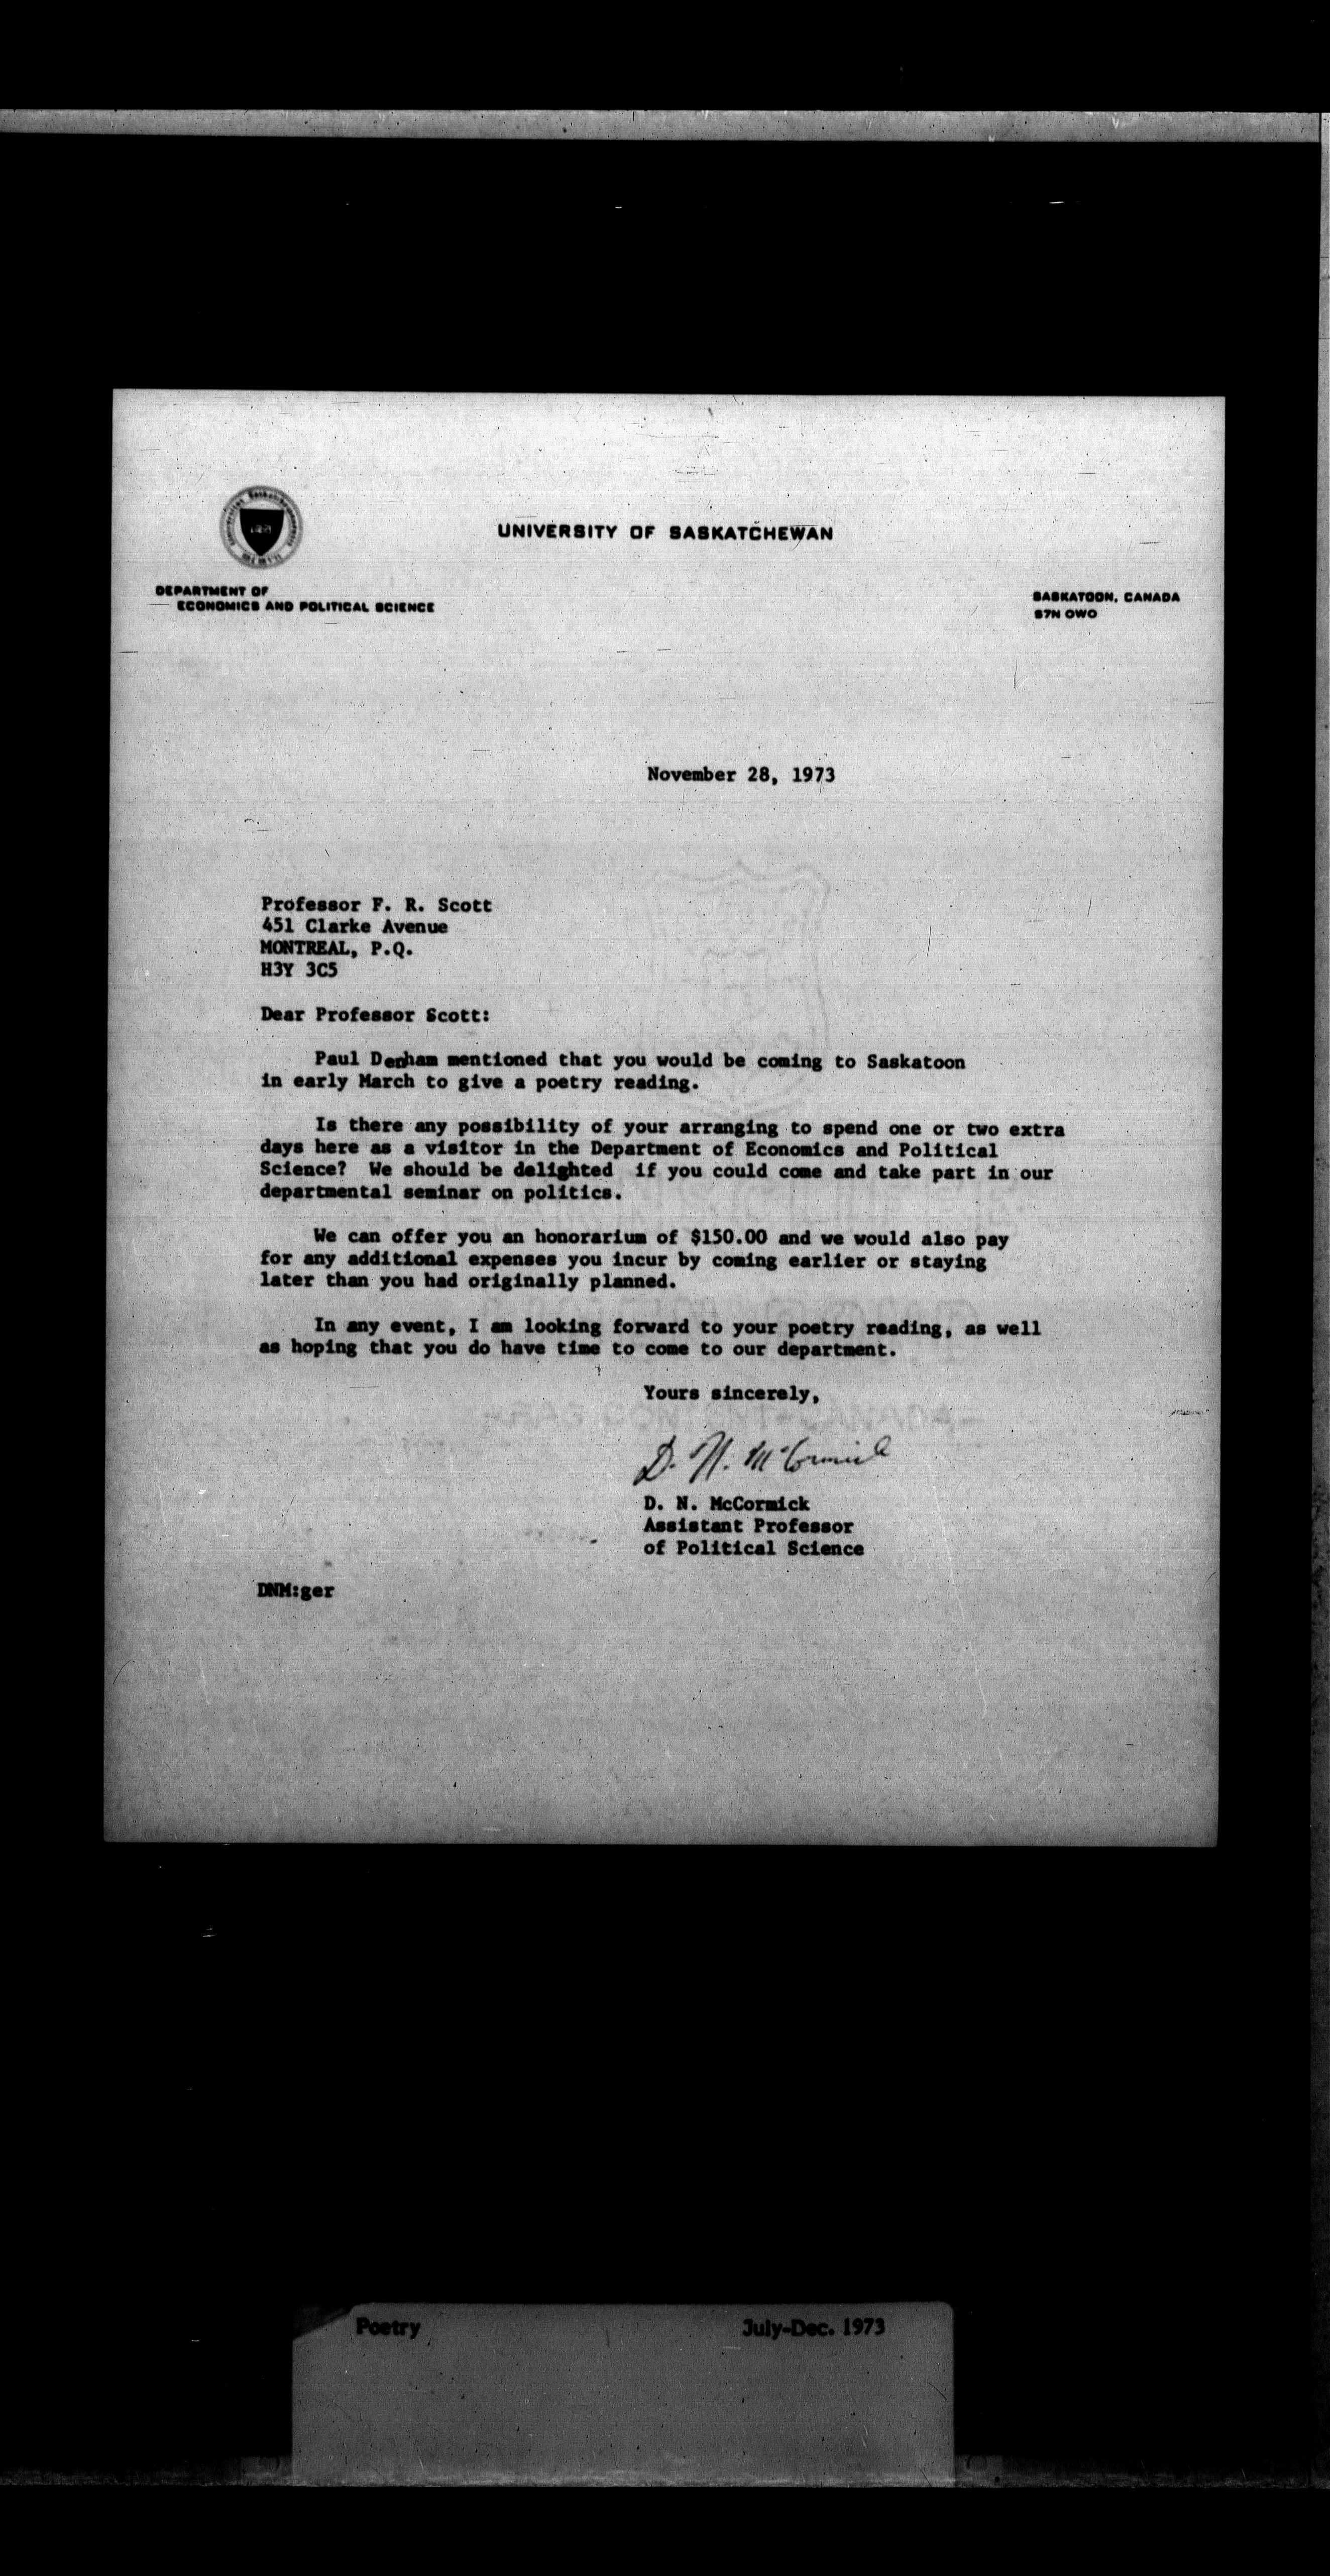 UNIVERSITY OF SASKATCHEWAN
DEPARTMENT OF
ECONOMICS AND POLITICAL SCIENCE
SASKATOON, CANADA
S7N OWO
November 28, 1973
Professor F. R. Scott
451 Clarke Avenue
MONTREAL, P.Q.
H3Y 3C5
Dear Professor Scott:
Paul Denham mentioned that you would be coming to Saskatoon
in early March to give a poetry reading.
Is there any possibility of your arranging to spend one or two extra
days here as a visitor in the Department of Economics and Political
Science? We should be delighted if you could come and take part in our
departmental seminar on politics.
We can offer you an honorarium of $150.00 and we would also pay
for any additional expenses you incur by coming earlier or staying
later than you had originally planned.
In any event, I am looking forward to your poetry reading, as well
as hoping that you do have time to come to our department.
Yours sincerely,
D. N. McCormick
D. N. McCormick
Assistant Professor
of Political Science
DNM:ger
Poetry July-Dec. 1973